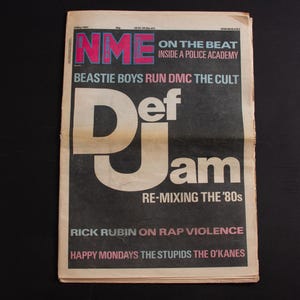 NME
ON THE BEAT
INSIDE A POLICE ACADEMY
BEASTIE BOYS RUN DMC THE CULT
Def
Jam
RE-MIXING THE '80s
RICK RUBIN ON RAP VIOLENCE
HAPPY MONDAYS THE STUPIDS THE O'KANES